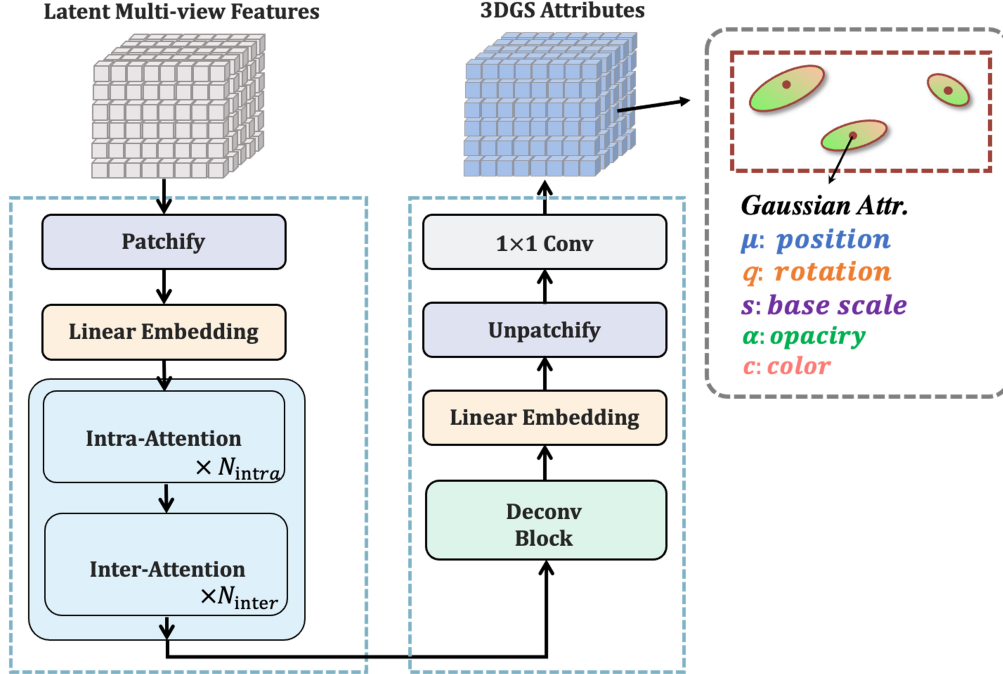 Latent Multi-view Features
Patchify
Linear Embedding
Intra-Attention
× N_intra
Inter-Attention
×N_inter
3DGS Attributes
1×1 Conv
Unpatchify
Linear Embedding
Deconv
Block
Gaussian Attr.
μ: position
q: rotation
s: base scale
α: opaciry
c: color